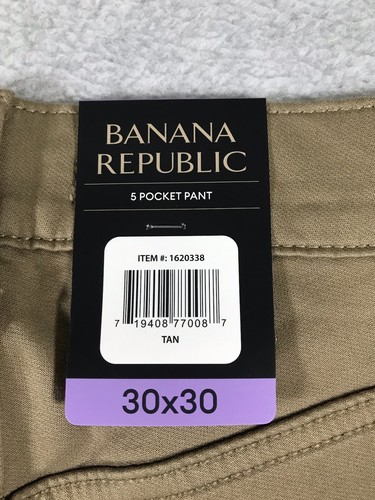 BANANA
REPUBLIC
5 POCKET PANT
ITEM #: 1620338
7 19408 77008 7
TAN
30x30